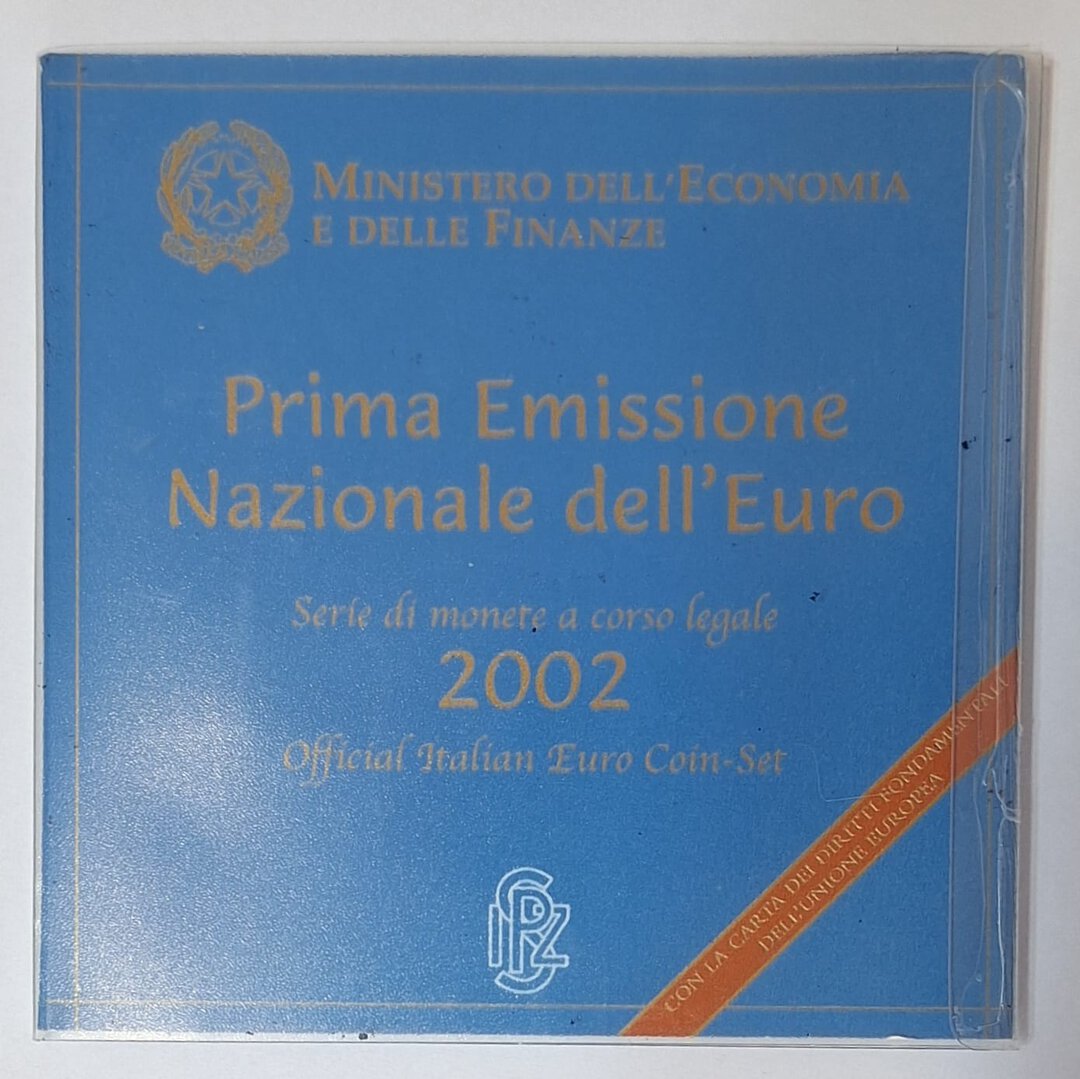 MINISTERO DELL'ECONOMIA
E DELLE FINANZE
Prima Emissione
Nazionale dell'Euro
Serie di monete a corso legale
2002
Official Italian Euro Coin-Set
CON LA CARTA DEI DIRITTI FONDAMENTALI
DELL'UNIONE EUROPEA
IPZS